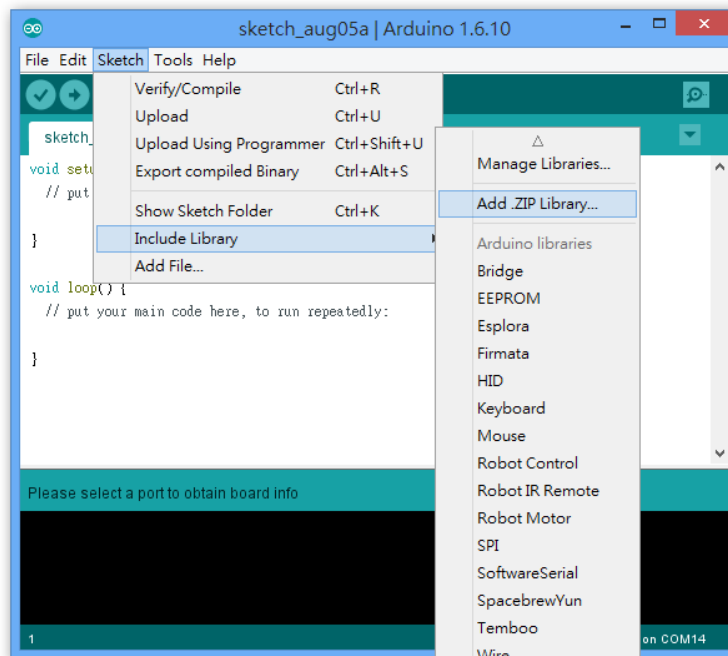 sketch_aug05a | Arduino 1.6.10
File Edit Sketch Tools Help
Verify/Compile Ctrl+R
Upload Ctrl+U
Upload Using Programmer Ctrl+Shift+U
Export compiled Binary Ctrl+Alt+S
Show Sketch Folder Ctrl+K
Include Library
Add File...
Manage Libraries...
Add .ZIP Library...
Arduino libraries
Bridge
EEPROM
Esplora
Firmata
HID
Keyboard
Mouse
Robot Control
Robot IR Remote
Robot Motor
SPI
SoftwareSerial
SpacebrewYun
Temboo
Wire
sketch_
void setu
// put
}
void loop() {
// put your main code here, to run repeatedly:
}
Please select a port to obtain board info
1
on COM14